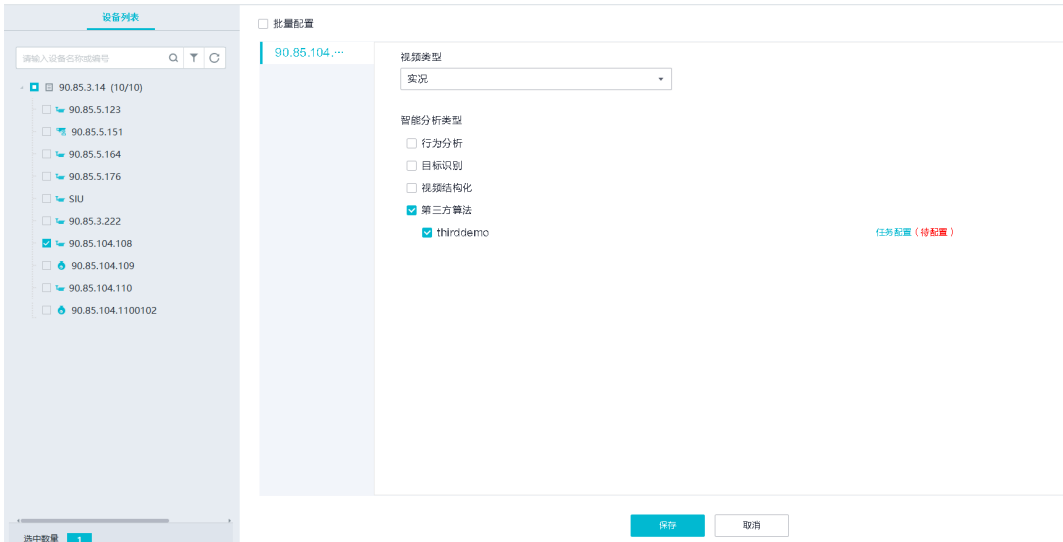 设备列表
请输入设备名称或编号
90.85.3.14 (10/10)
90.85.5.123
90.85.5.151
90.85.5.164
90.85.5.176
SIU
90.85.3.222
90.85.104.108
90.85.104.109
90.85.104.110
90.85.104.1100102
选中数量 1
批量配置
90.85.104.···
视频类型
实况
智能分析类型
行为分析
目标识别
视频结构化
第三方算法
thirddemo 任务配置(待配置)
保存 取消